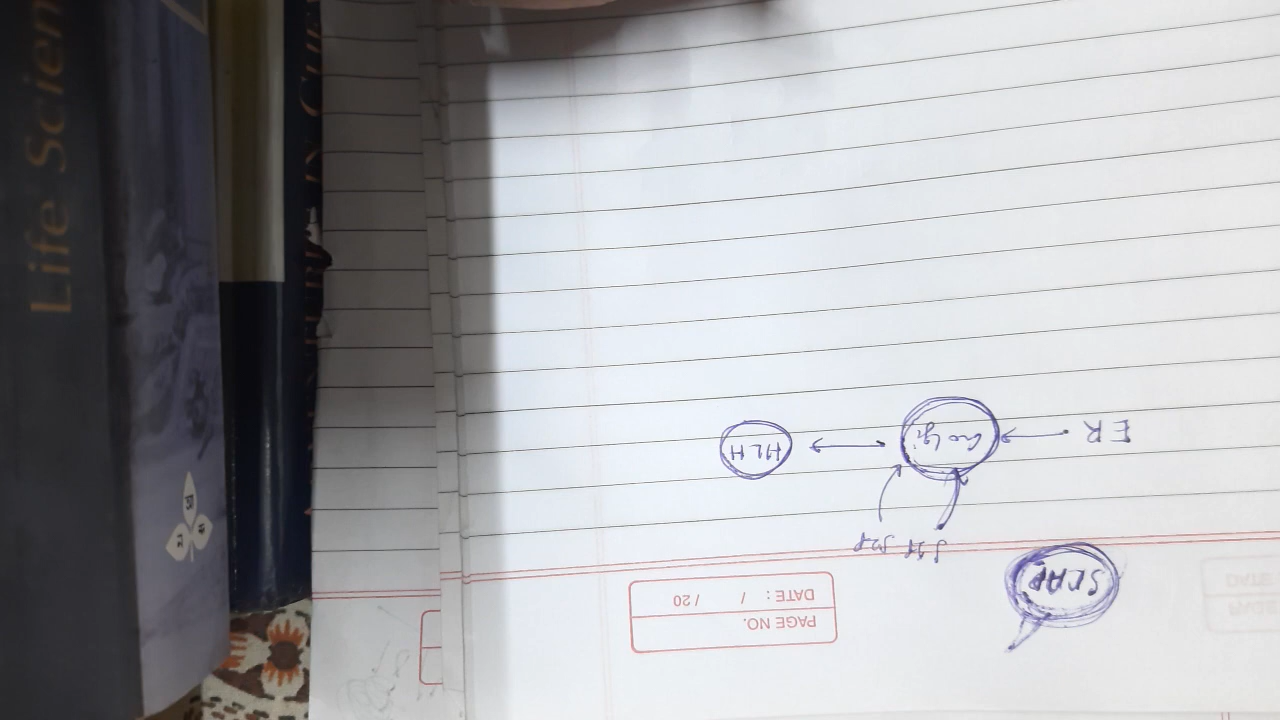 SCAP
PAGE NO.
DATE: / / 20
S1P S2P
ER → Golgi → HLH
Life Scien